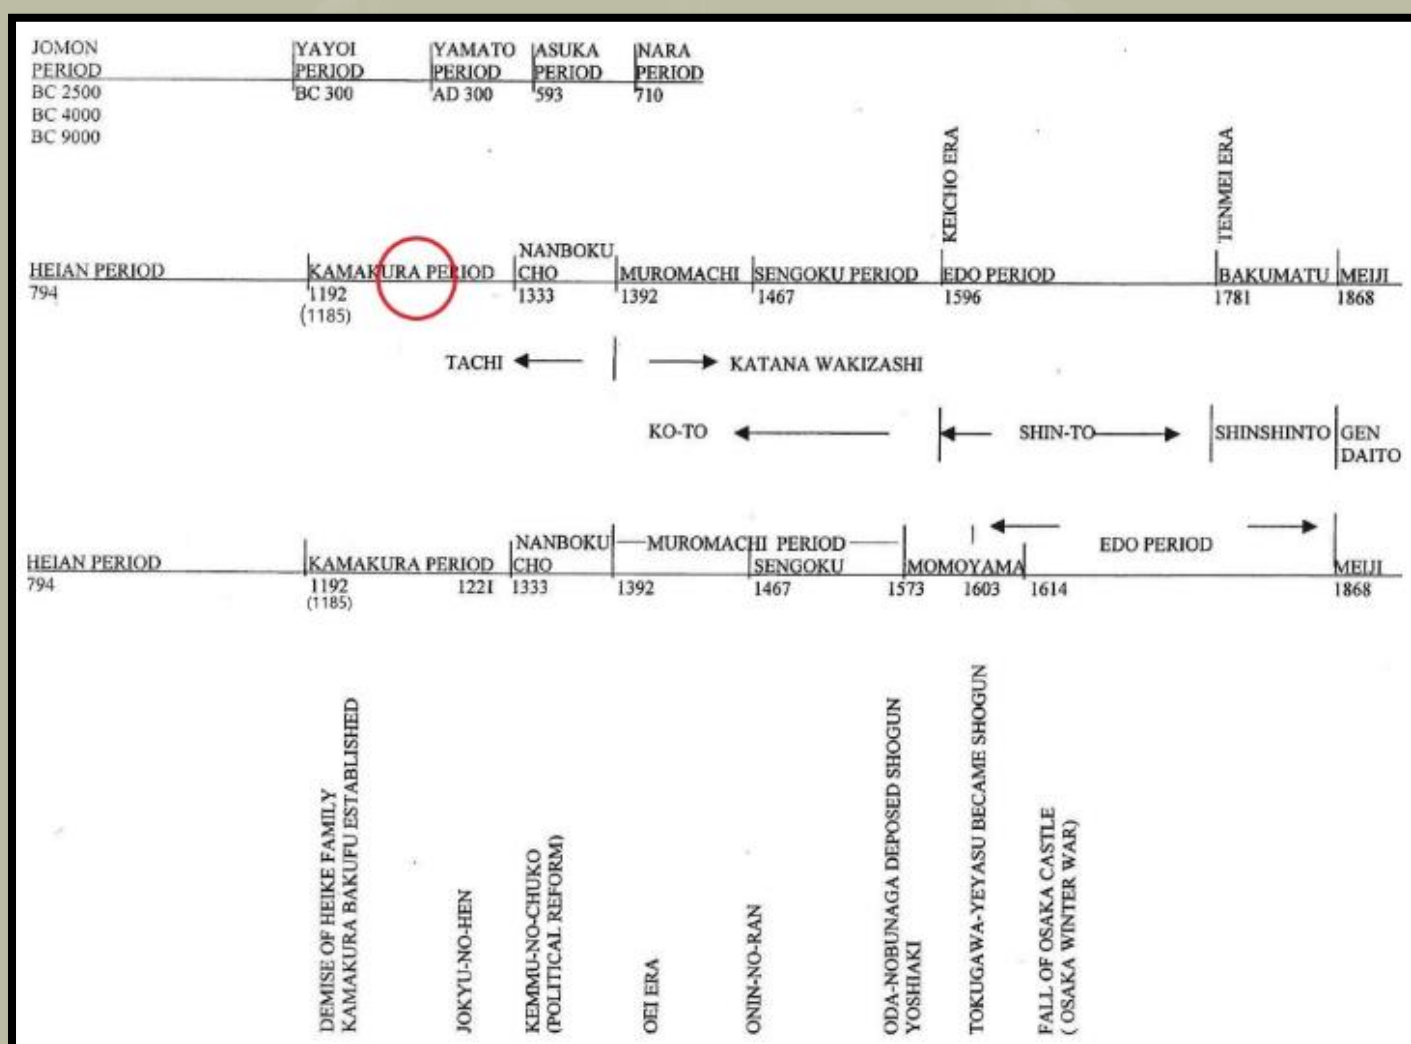 JOMON
PERIOD
BC 2500
BC 4000
BC 9000
YAYOI
PERIOD
BC 300
YAMATO
PERIOD
AD 300
ASUKA
PERIOD
593
NARA
PERIOD
710
KEICHO ERA
TENMEI ERA
HEIAN PERIOD
794
KAMAKURA PERIOD
1192
(1185)
NANBOKU
CHO
1333
MUROMACHI
1392
SENGOKU PERIOD
1467
EDO PERIOD
1596
BAKUMATU
1781
MEIJI
1868
TACHI
KATANA WAKIZASHI
KO-TO
SHIN-TO
SHINSHINTO
GEN
DAITO
HEIAN PERIOD
794
KAMAKURA PERIOD
1192
(1185)
1221
NANBOKU
CHO
1333
MUROMACHI PERIOD
1392
SENGOKU
1467
MOMOYAMA
1573
1603
1614
EDO PERIOD
MEIJI
1868
DEMISE OF HEIKE FAMILY
KAMAKURA BAKUFU ESTABLISHED
JOKYU-NO-HEN
KEMMU-NO-CHUKO
(POLITICAL REFORM)
OEI ERA
ONIN-NO-RAN
ODA-NOBUNAGA DEPOSED SHOGUN
YOSHIAKI
TOKUGAWA-YEYASU BECAME SHOGUN
FALL OF OSAKA CASTLE
( OSAKA WINTER WAR)